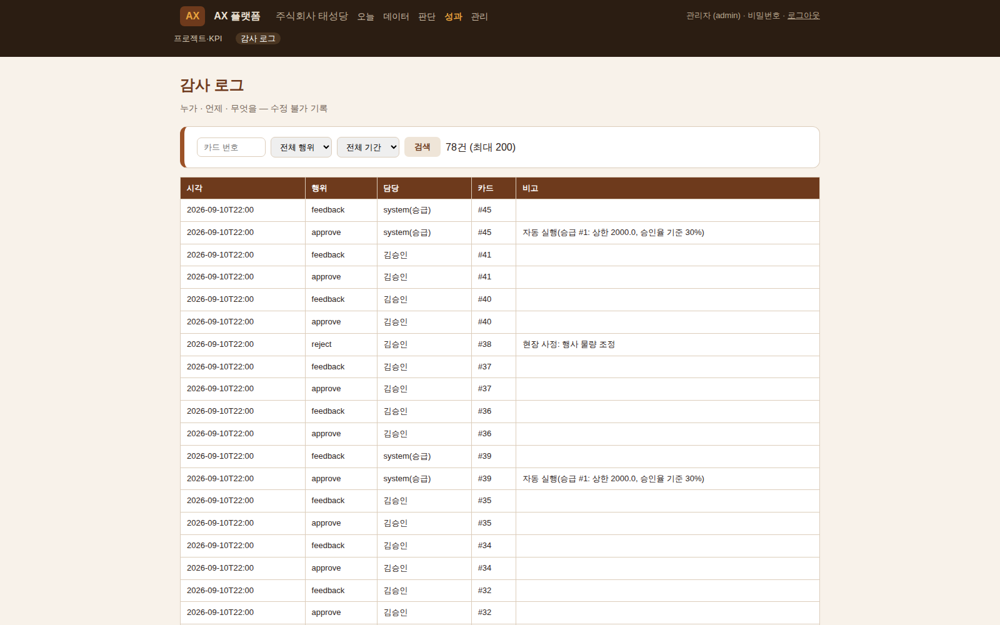 AX AX 플랫폼 주식회사 태성당 오늘 데이터 판단 성과 관리 관리자 (admin) · 비밀번호 · 로그아웃
프로젝트·KPI 감사 로그
감사 로그
누가 · 언제 · 무엇을 — 수정 불가 기록
카드 번호 전체 행위 전체 기간 검색 78건 (최대 200)
시각 행위 담당 카드 비고
2026-09-10T22:00 feedback system(승급) #45
2026-09-10T22:00 approve system(승급) #45 자동 실행(승급 #1: 상한 2000.0, 승인율 기준 30%)
2026-09-10T22:00 feedback 김승인 #41
2026-09-10T22:00 approve 김승인 #41
2026-09-10T22:00 feedback 김승인 #40
2026-09-10T22:00 approve 김승인 #40
2026-09-10T22:00 reject 김승인 #38 현장 사정: 행사 물량 조정
2026-09-10T22:00 feedback 김승인 #37
2026-09-10T22:00 approve 김승인 #37
2026-09-10T22:00 feedback 김승인 #36
2026-09-10T22:00 approve 김승인 #36
2026-09-10T22:00 feedback system(승급) #39
2026-09-10T22:00 approve system(승급) #39 자동 실행(승급 #1: 상한 2000.0, 승인율 기준 30%)
2026-09-10T22:00 feedback 김승인 #35
2026-09-10T22:00 approve 김승인 #35
2026-09-10T22:00 feedback 김승인 #34
2026-09-10T22:00 approve 김승인 #34
2026-09-10T22:00 feedback 김승인 #32
2026-09-10T22:00 approve 김승인 #32